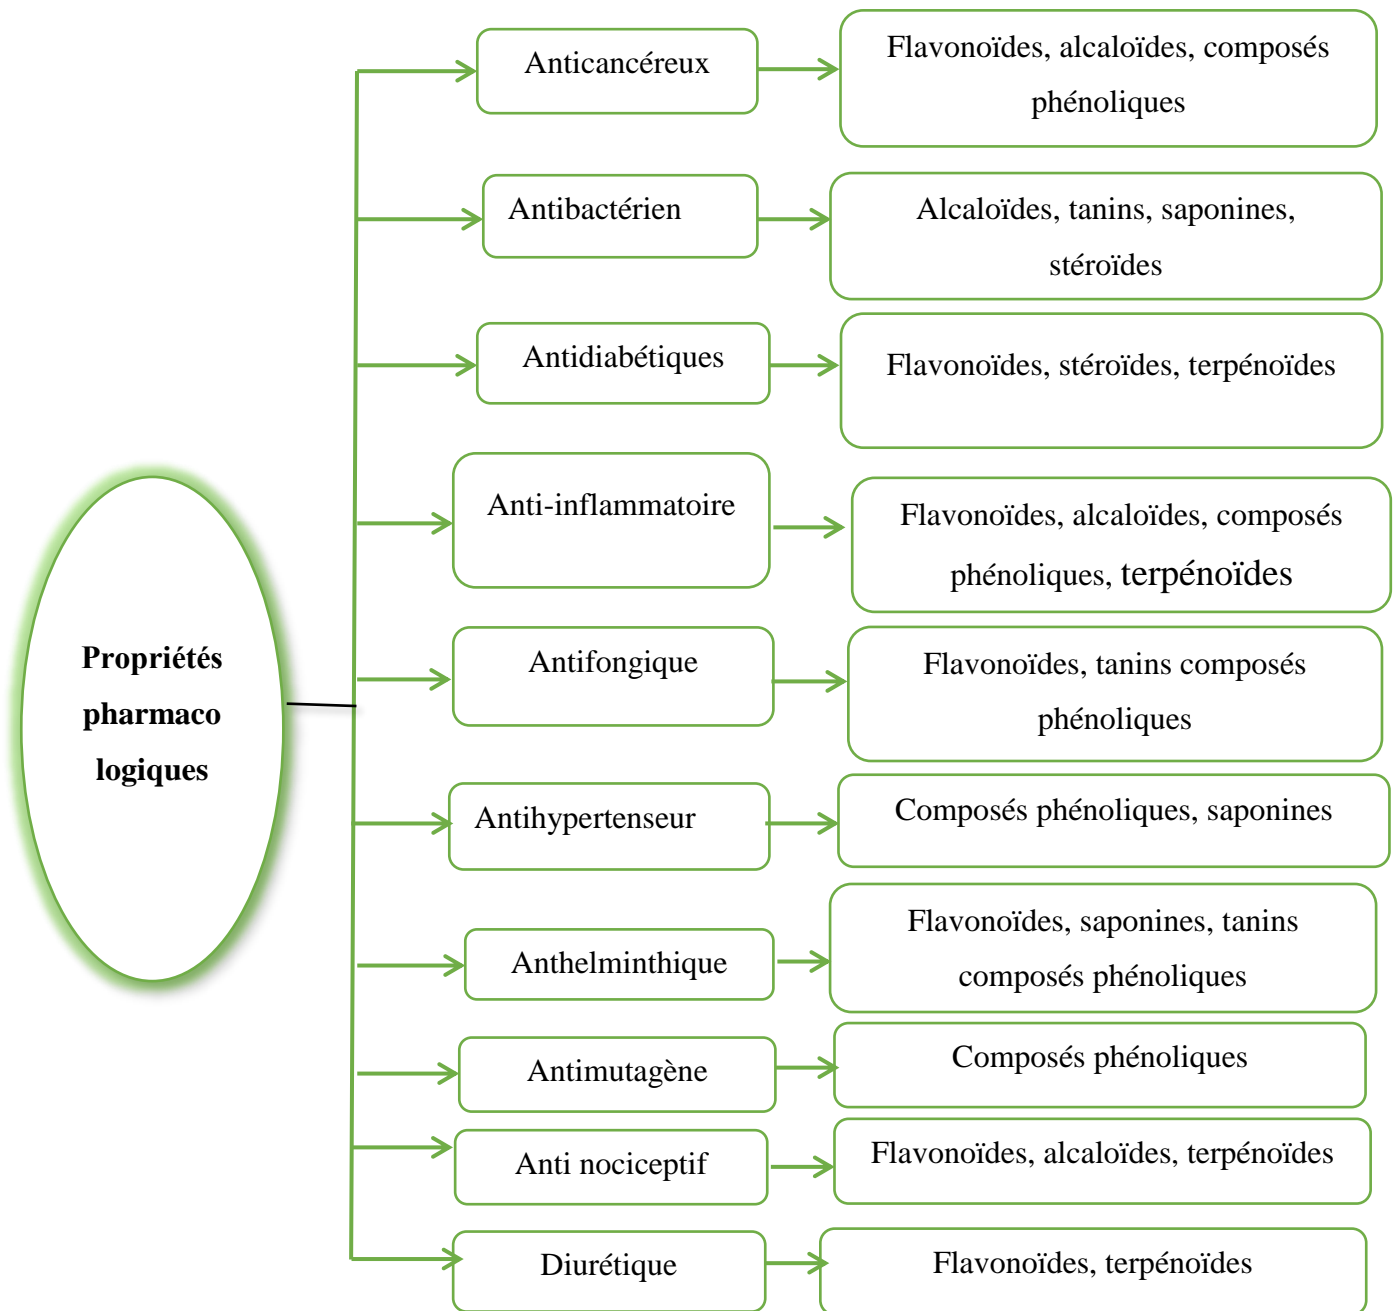 Anticancéreux
Flavonoïdes, alcaloïdes, composés
phénoliques
Antibactérien
Alcaloïdes, tanins, saponines,
stéroïdes
Antidiabétiques
Flavonoïdes, stéroïdes, terpénoïdes
Anti-inflammatoire
Flavonoïdes, alcaloïdes, composés
phénoliques, terpénoïdes
Propriétés
pharmaco
logiques
Antifongique
Flavonoïdes, tanins composés
phénoliques
Antihypertenseur
Composés phénoliques, saponines
Anthelminthique
Flavonoïdes, saponines, tanins
composés phénoliques
Antimutagène
Composés phénoliques
Anti nociceptif
Flavonoïdes, alcaloïdes, terpénoïdes
Diurétique
Flavonoïdes, terpénoïdes